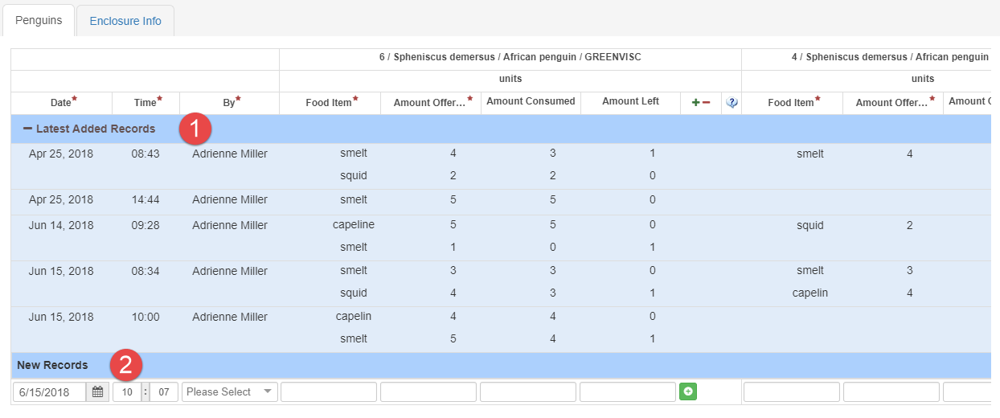 Penguins Enclosure Info
6 / Spheniscus demersus / African penguin / GREENVISC 4 / Spheniscus demersus / African penguin
units units
Date* Time* By* Food Item* Amount Offer...* Amount Consumed Amount Left + − ? Food Item* Amount Offer...* Amount C
− Latest Added Records 1
Apr 25, 2018 08:43 Adrienne Miller smelt 4 3 1 smelt 4
squid 2 2 0
Apr 25, 2018 14:44 Adrienne Miller smelt 5 5 0
Jun 14, 2018 09:28 Adrienne Miller capeline 5 5 0 squid 2
smelt 1 0 1
Jun 15, 2018 08:34 Adrienne Miller smelt 3 3 0 smelt 3
squid 4 3 1 capelin 4
Jun 15, 2018 10:00 Adrienne Miller capelin 4 4 0
smelt 5 4 1
New Records 2
6/15/2018 10 : 07 Please Select